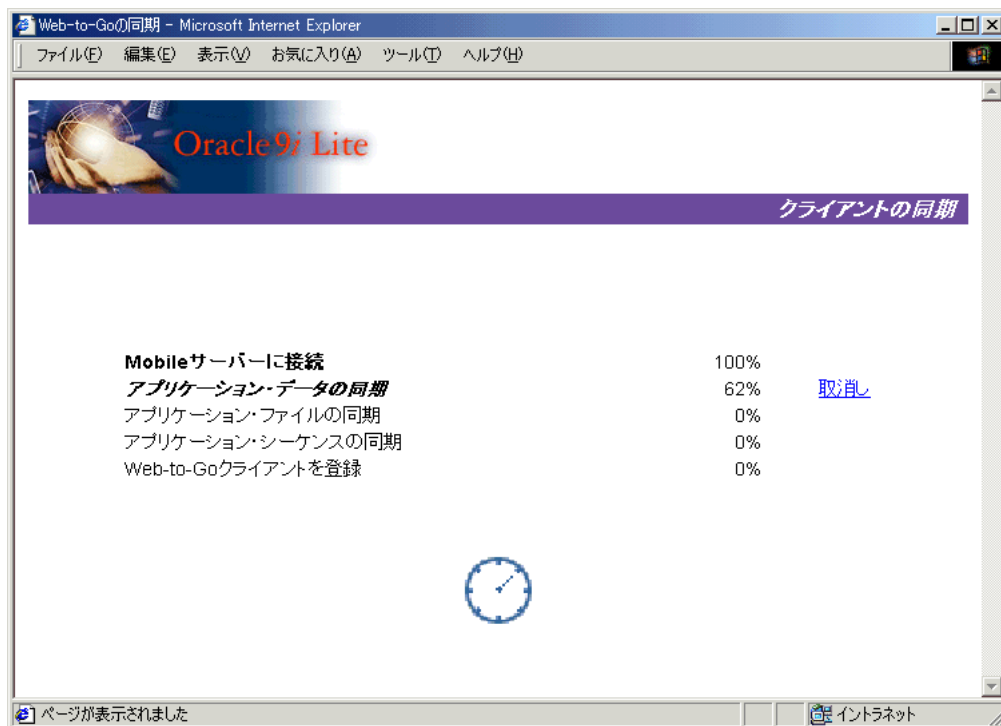 Web-to-Goの同期 - Microsoft Internet Explorer
ファイル(F) 編集(E) 表示(V) お気に入り(A) ツール(T) ヘルプ(H)
Oracle9i Lite
クライアントの同期
Mobileサーバーに接続 100%
アプリケーション・データの同期 62% 取消し
アプリケーション・ファイルの同期 0%
アプリケーション・シーケンスの同期 0%
Web-to-Goクライアントを登録 0%
ページが表示されました イントラネット